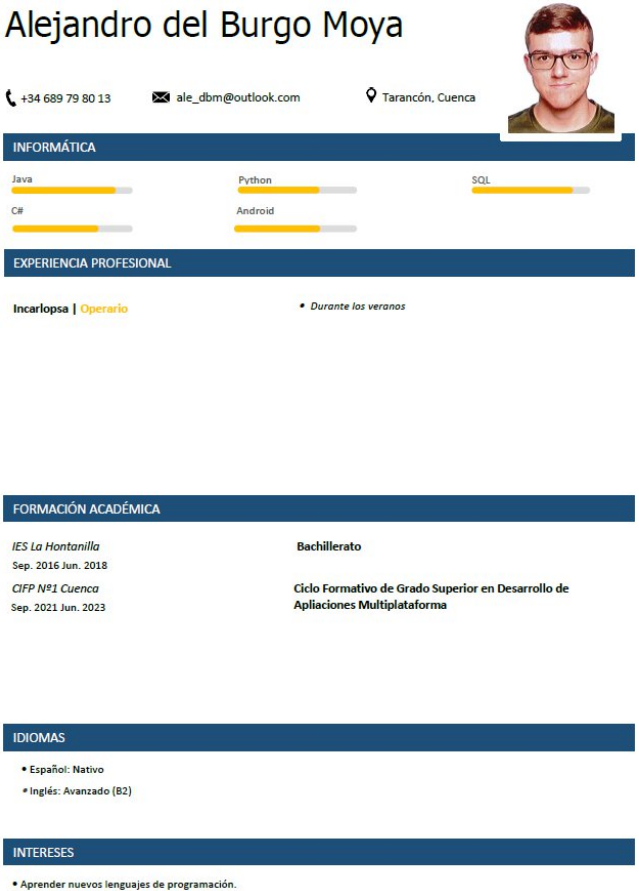 Alejandro del Burgo Moya
+34 689 79 80 13 ale_dbm@outlook.com Tarancón, Cuenca
INFORMÁTICA
Java Python SQL
C# Android
EXPERIENCIA PROFESIONAL
Incarlopsa | Operario • Durante los veranos
FORMACIÓN ACADÉMICA
IES La Hontanilla Bachillerato
Sep. 2016 Jun. 2018
CIFP Nº1 Cuenca Ciclo Formativo de Grado Superior en Desarrollo de
Sep. 2021 Jun. 2023 Apliaciones Multiplataforma
IDIOMAS
• Español: Nativo
• Inglés: Avanzado (B2)
INTERESES
• Aprender nuevos lenguajes de programación.